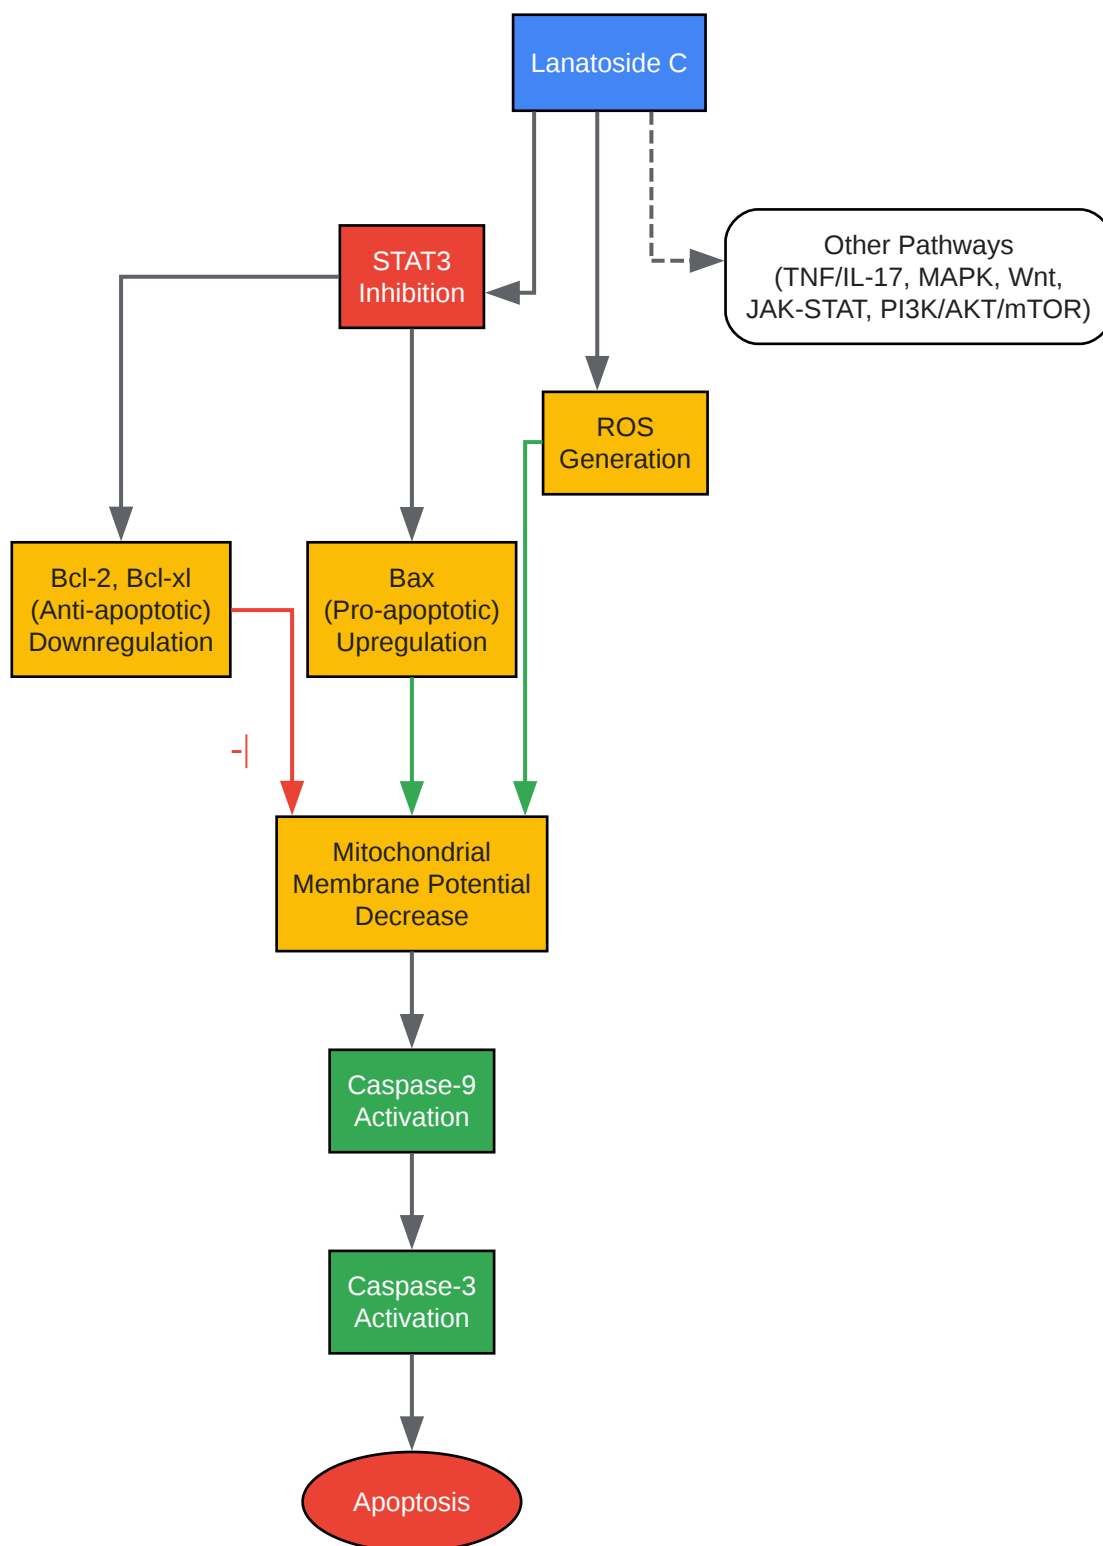 Lanatoside C
Other Pathways
(TNF/IL-17, MAPK, Wnt,
JAK-STAT, PI3K/AKT/mTOR)
STAT3
Inhibition
ROS
Generation
Bcl-2, Bcl-xl
(Anti-apoptotic)
Downregulation
Bax
(Pro-apoptotic)
Upregulation
-|
Mitochondrial
Membrane Potential
Decrease
Caspase-9
Activation
Caspase-3
Activation
Apoptosis